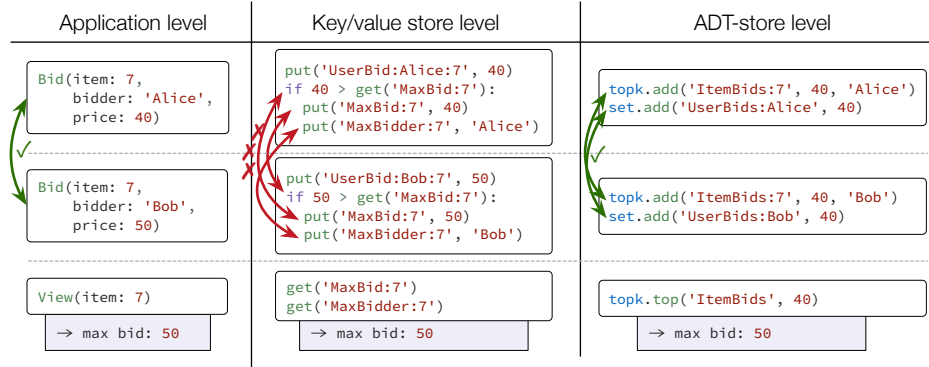 Application level
Key/value store level
ADT-store level
Bid(item: 7,
bidder: 'Alice',
price: 40)
put('UserBid:Alice:7', 40)
if 40 > get('MaxBid:7'):
put('MaxBid:7', 40)
put('MaxBidder:7', 'Alice')
topk.add('ItemBids:7', 40, 'Alice')
set.add('UserBids:Alice', 40)
✓
✗
✗
✗
✓
Bid(item: 7,
bidder: 'Bob',
price: 50)
put('UserBid:Bob:7', 50)
if 50 > get('MaxBid:7'):
put('MaxBid:7', 50)
put('MaxBidder:7', 'Bob')
topk.add('ItemBids:7', 40, 'Bob')
set.add('UserBids:Bob', 40)
View(item: 7)
→ max bid: 50
get('MaxBid:7')
get('MaxBidder:7')
→ max bid: 50
topk.top('ItemBids', 40)
→ max bid: 50